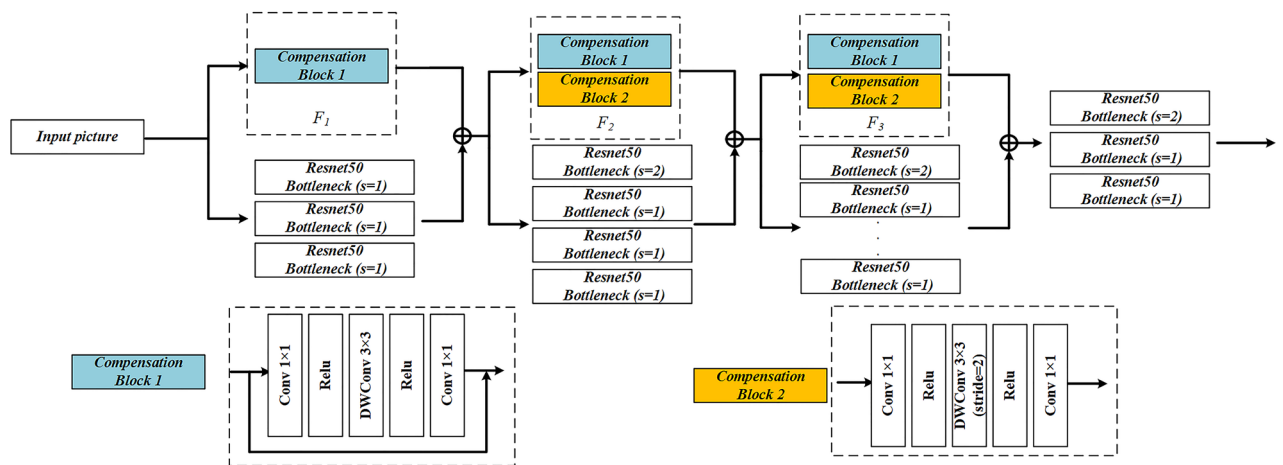 Compensation
Block 1
F1
Compensation
Block 1
Compensation
Block 2
F2
Compensation
Block 1
Compensation
Block 2
F3
Input picture
Resnet50
Bottleneck (s=1)
Resnet50
Bottleneck (s=1)
Resnet50
Bottleneck (s=1)
Resnet50
Bottleneck (s=2)
Resnet50
Bottleneck (s=1)
Resnet50
Bottleneck (s=1)
Resnet50
Bottleneck (s=1)
Resnet50
Bottleneck (s=2)
Resnet50
Bottleneck (s=1)
Resnet50
Bottleneck (s=1)
Resnet50
Bottleneck (s=2)
Resnet50
Bottleneck (s=1)
Resnet50
Bottleneck (s=1)
Compensation
Block 1
Conv 1×1
Relu
DWConv 3×3
Relu
Conv 1×1
Compensation
Block 2
Conv 1×1
Relu
DWConv 3×3
(stride=2)
Relu
Conv 1×1